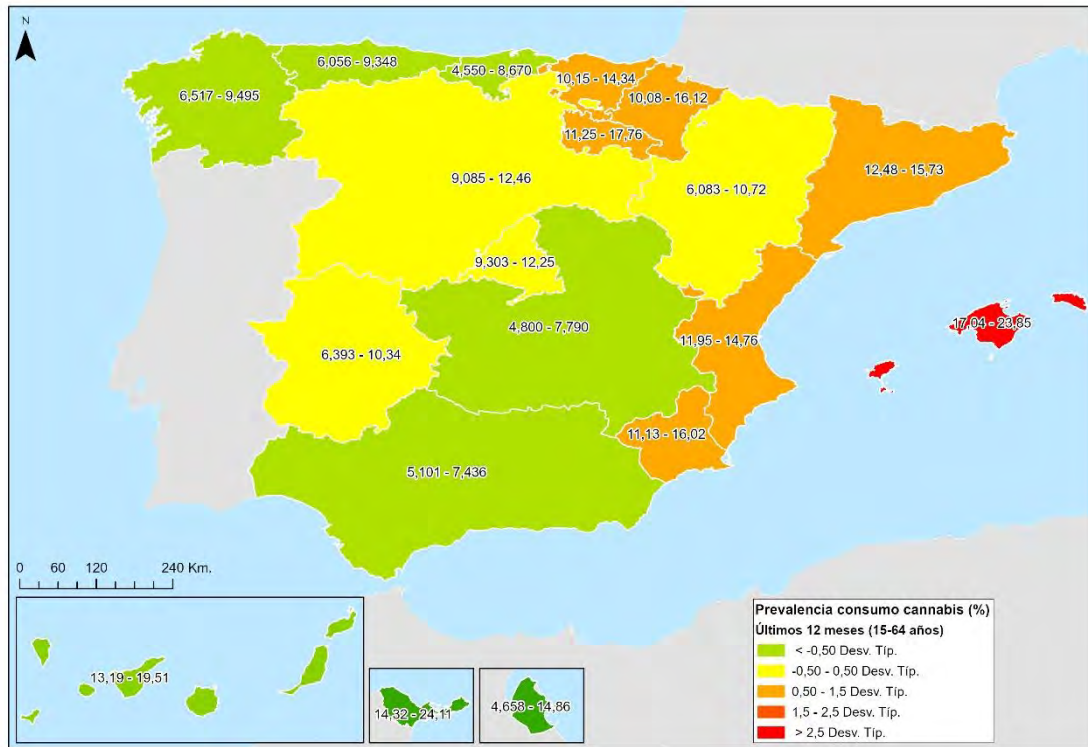 N
6,056 - 9,348
4,550 - 8,670
6,517 - 9,495
10,15 - 14,34
10,08 - 16,12
11,25 - 17,76
12,48 - 15,73
9,085 - 12,46
6,083 - 10,72
9,303 - 12,25
4,800 - 7,790
11,95 - 14,76
17,04 - 23,85
6,393 - 10,34
11,13 - 16,02
5,101 - 7,436
0 60 120 240 Km.
13,19 - 19,51
14,32 - 24,11
4,658 - 14,86
Prevalencia consumo cannabis (%)
Últimos 12 meses (15-64 años)
< -0,50 Desv. Típ.
-0,50 - 0,50 Desv. Típ.
0,50 - 1,5 Desv. Típ.
1,5 - 2,5 Desv. Típ.
> 2,5 Desv. Típ.